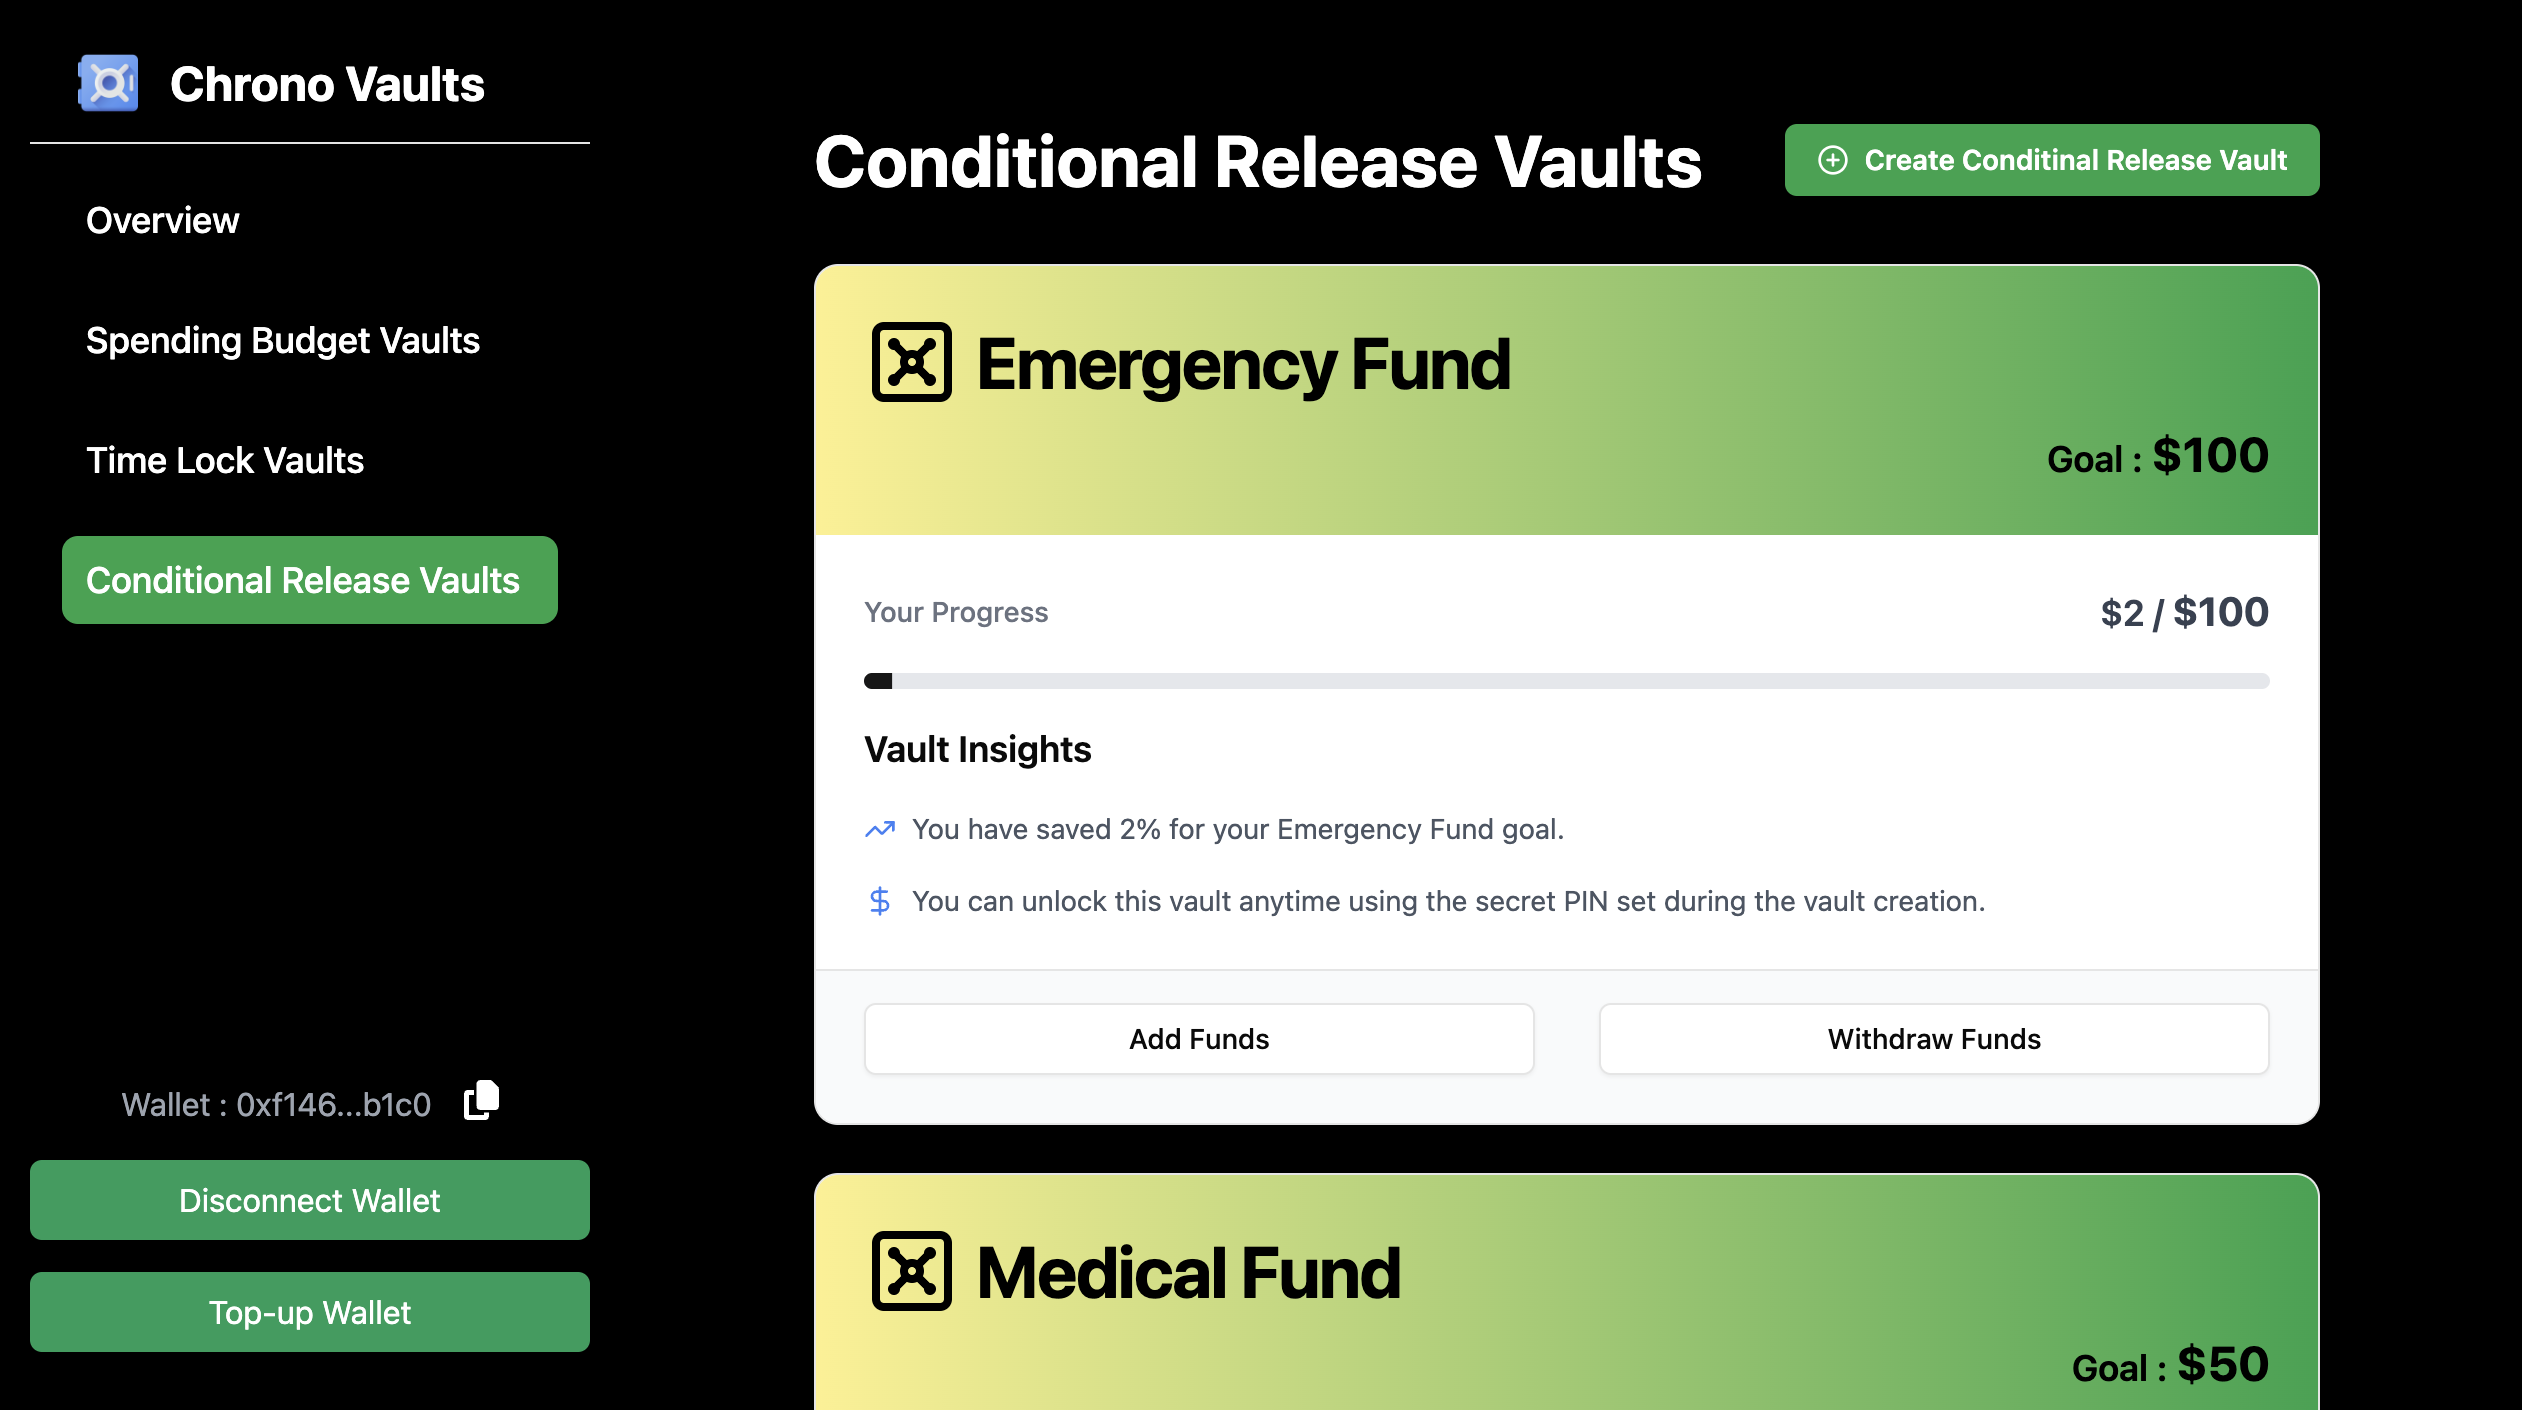 Chrono Vaults
Overview
Spending Budget Vaults
Time Lock Vaults
Conditional Release Vaults
Wallet : 0xf146...b1c0
Disconnect Wallet
Top-up Wallet
Conditional Release Vaults
Create Conditinal Release Vault
Emergency Fund
Goal : $100
Your Progress
$2 / $100
Vault Insights
You have saved 2% for your Emergency Fund goal.
You can unlock this vault anytime using the secret PIN set during the vault creation.
Add Funds
Withdraw Funds
Medical Fund
Goal : $50